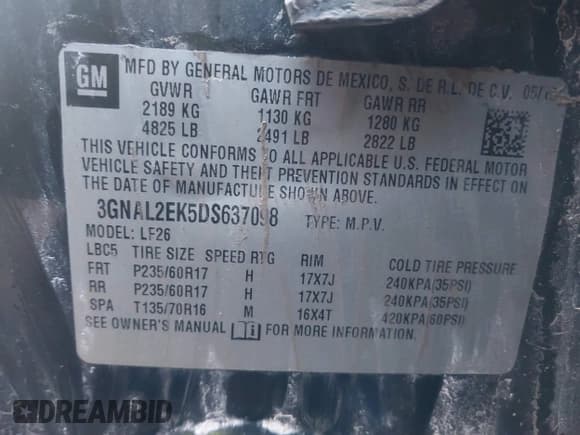 GM
MFD BY GENERAL MOTORS DE MEXICO, S. DE R.L. DE C.V. 05/
GVWR GAWR FRT GAWR RR
2189 KG 1130 KG 1280 KG
4825 LB 2491 LB 2822 LB
THIS VEHICLE CONFORMS TO ALL APPLICABLE U.S. FEDERAL MOTOR
VEHICLE SAFETY AND THEFT PREVENTION STANDARDS IN EFFECT ON
THE DATE OF MANUFACTURE SHOWN ABOVE.
3GNAL2EK5DS637098 TYPE: M.P.V.
MODEL: LF26
LBC5 TIRE SIZE SPEED RTG RIM COLD TIRE PRESSURE
FRT P235/60R17 H 17X7J 240KPA(35PSI)
RR P235/60R17 H 17X7J 240KPA(35PSI)
SPA T135/70R16 M 16X4T 420KPA(60PSI)
SEE OWNER'S MANUAL FOR MORE INFORMATION.
DREAMBID